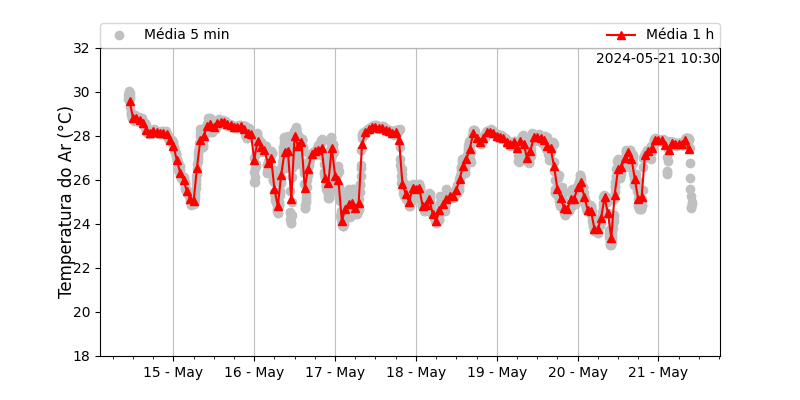 Média 5 min
Média 1 h
2024-05-21 10:30
Temperatura do Ar (°C)
32
30
28
26
24
22
20
18
15 - May
16 - May
17 - May
18 - May
19 - May
20 - May
21 - May